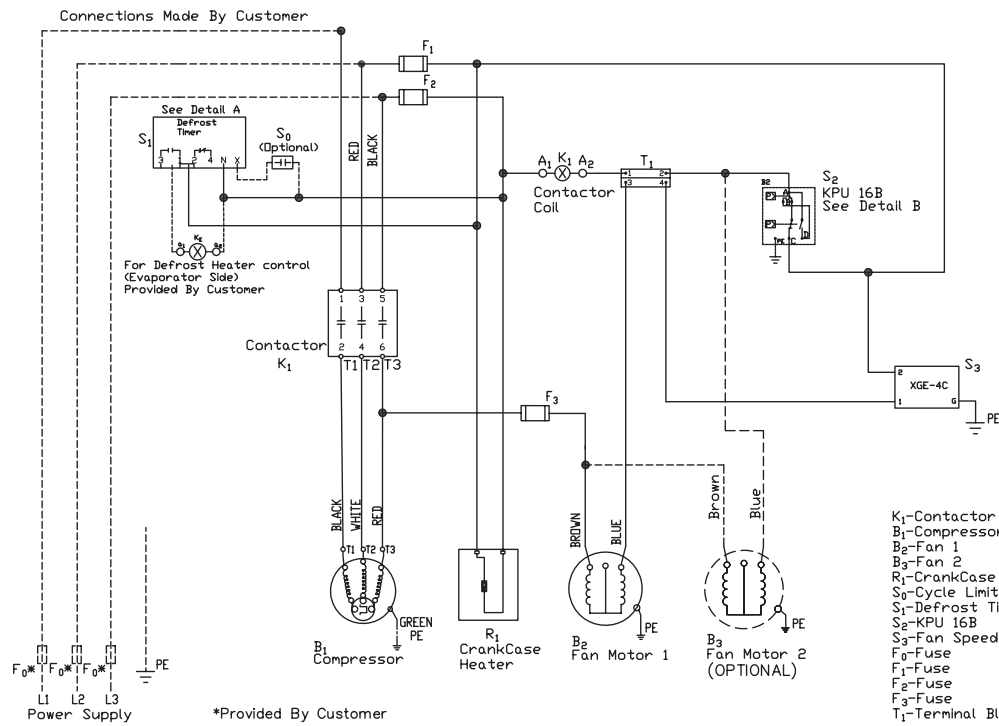 Connections Made By Customer
F1
F2
See Detail A
Defrost
Timer
S1
S0
(Optional)
3 1 2 4 N X
RED
BLACK
A1 K1 A2
Contactor
Coil
T1
1 2
3 4
S2
KPU 16B
See Detail B
B2
A
B
P
P
D
PE C
KE
For Defrost Heater control
(Evaporator Side)
Provided By Customer
1 3 5
2 4 6
Contactor
K1
T1 T2 T3
S3
2
XGE-4C
1 G
PE
F3
BLACK
WHITE
RED
BROWN
BLUE
Brown
Blue
T1 T2 T3
GREEN
PE
B1
Compressor
R1
CrankCase
Heater
PE
B2
Fan Motor 1
PE
B3
Fan Motor 2
(OPTIONAL)
K1-Contactor
B1-Compressor
B2-Fan 1
B3-Fan 2
R1-CrankCase
S0-Cycle Limit
S1-Defrost Ti
S2-KPU 16B
S3-Fan Speed
F0-Fuse
F1-Fuse
F2-Fuse
F3-Fuse
T1-Terminal Bl
F0* F0* F0*
PE
L1 L2 L3
Power Supply
*Provided By Customer